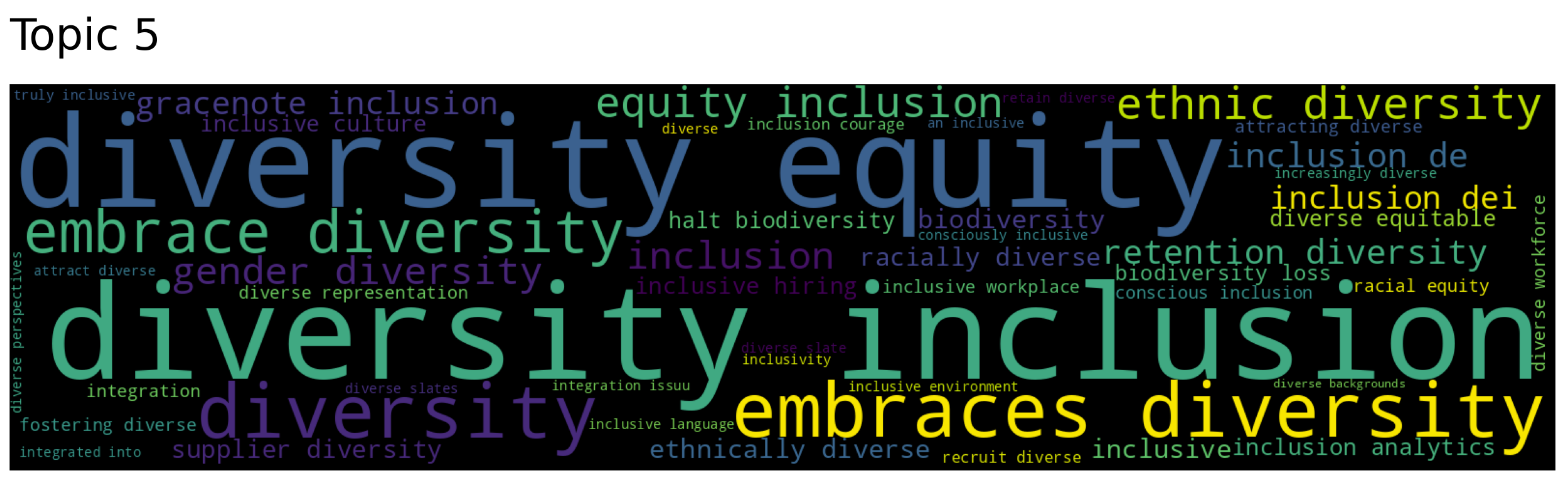 Topic 5
truly inclusive
gracenote inclusion
equity inclusion
retain diverse
ethnic diversity
inclusive culture
diverse
inclusion courage
an inclusive
attracting diverse
diversity equity
inclusion de
increasingly diverse
inclusion dei
embrace diversity
halt biodiversity
biodiversity
diverse equitable
consciously inclusive
diverse workforce
inclusion
racially diverse
retention diversity
attract diverse
gender diversity
biodiversity loss
diverse perspectives
diverse representation
inclusive hiring
inclusive workplace
conscious inclusion
racial equity
diversity inclusion
diverse slate
inclusivity
integration
diverse slates
integration issuu
inclusive environment
diverse backgrounds
diversity
embraces diversity
fostering diverse
inclusive language
integrated into
supplier diversity
ethnically diverse
recruit diverse
inclusive
inclusion analytics